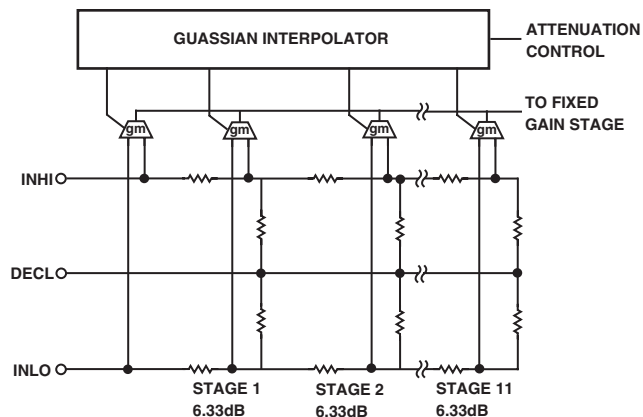 GUASSIAN INTERPOLATOR
ATTENUATION
CONTROL
TO FIXED
GAIN STAGE
gm
gm
gm
gm
INHI
DECL
INLO
STAGE 1
6.33dB
STAGE 2
6.33dB
STAGE 11
6.33dB